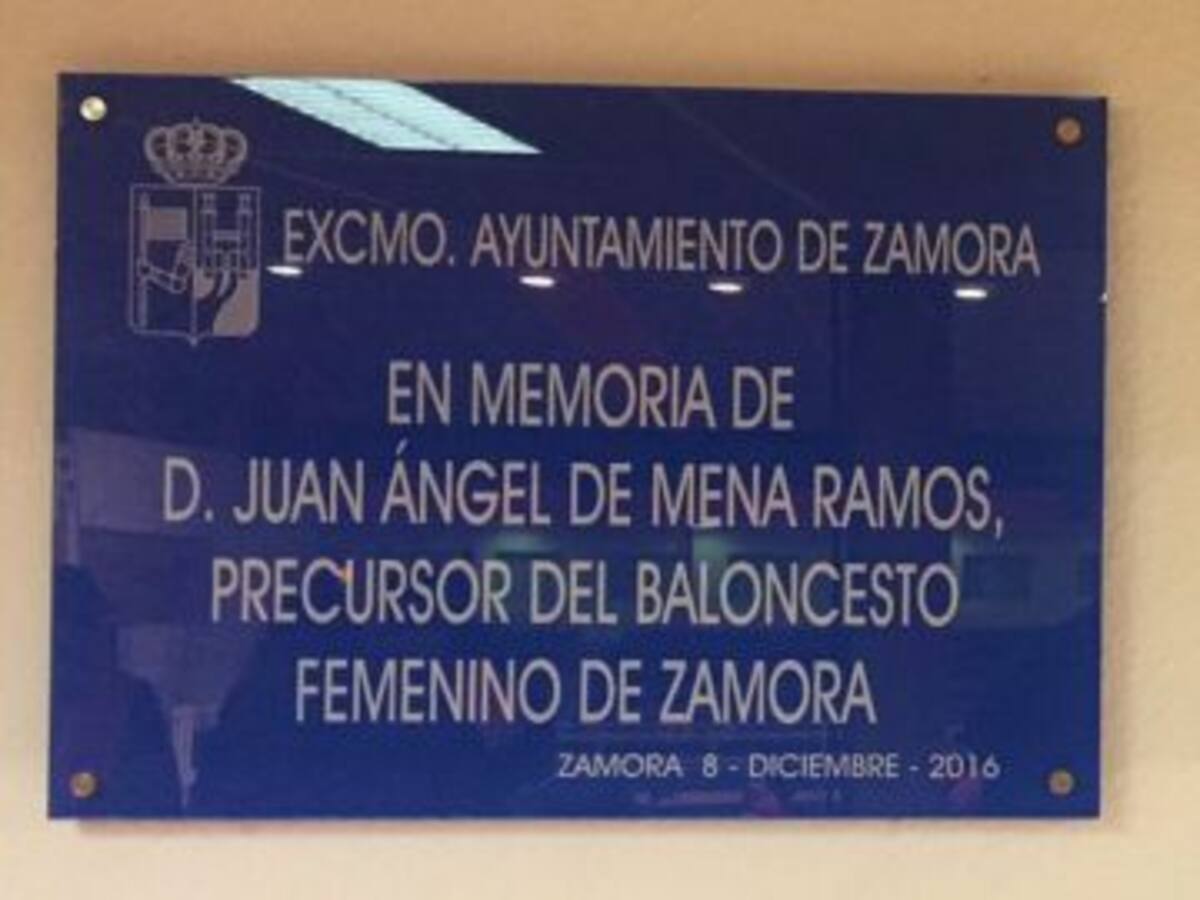 EXCMO. AYUNTAMIENTO DE ZAMORA
EN MEMORIA DE
D. JUAN ÁNGEL DE MENA RAMOS,
PRECURSOR DEL BALONCESTO
FEMENINO DE ZAMORA
ZAMORA 8 - DICIEMBRE - 2016